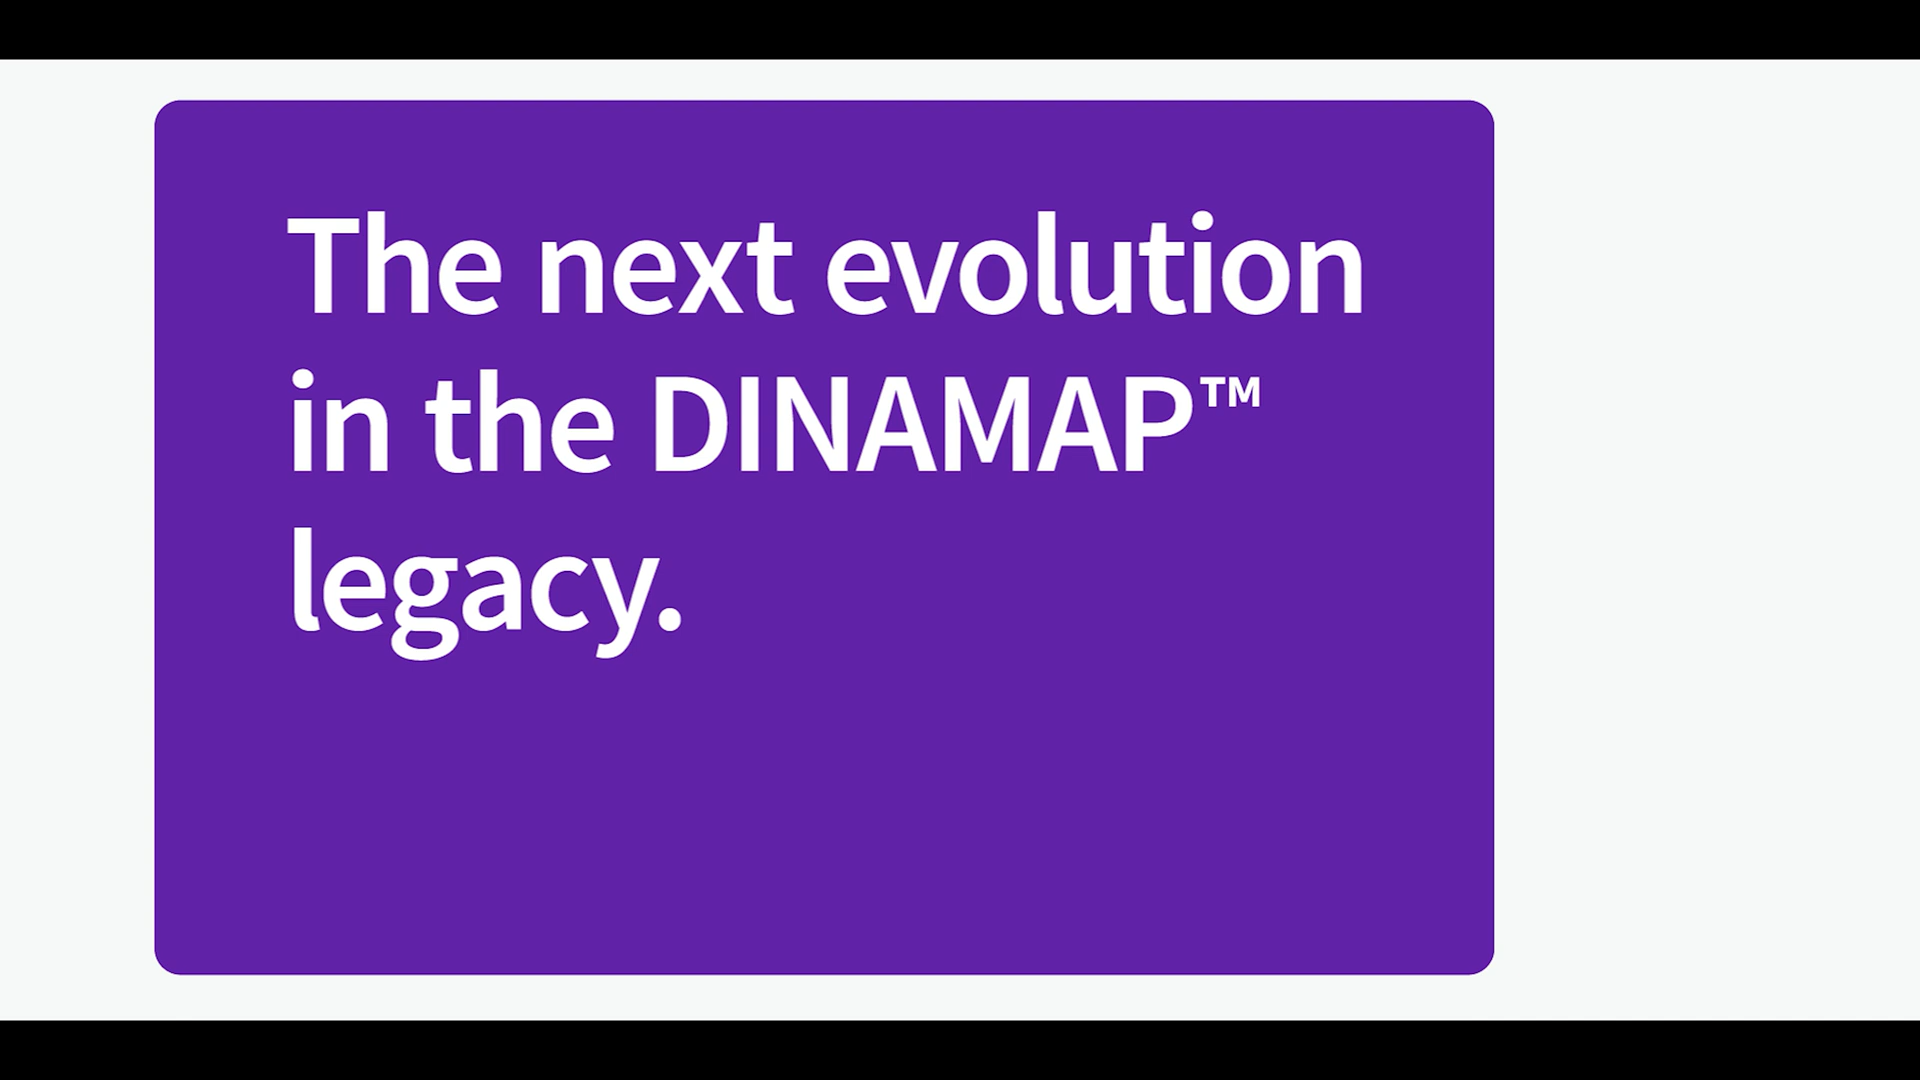 The next evolution
in the DINAMAP™
legacy.